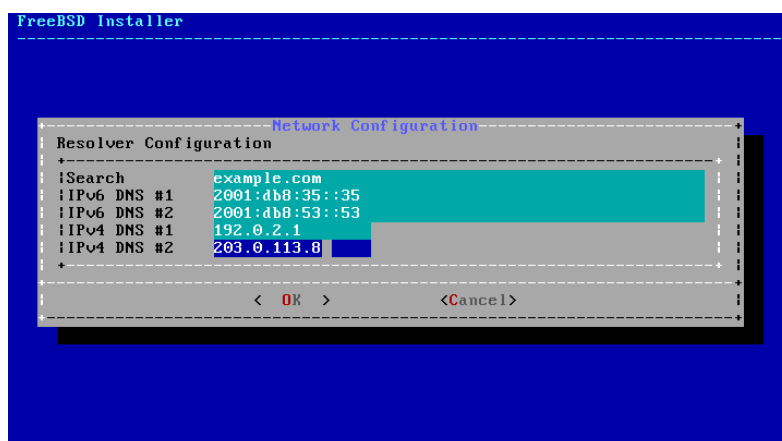 FreeBSD Installer
Network Configuration
Resolver Configuration
Search example.com
IPv6 DNS #1 2001:db8:35::35
IPv6 DNS #2 2001:db8:53::53
IPv4 DNS #1 192.0.2.1
IPv4 DNS #2 203.0.113.8
< OK > <Cancel>